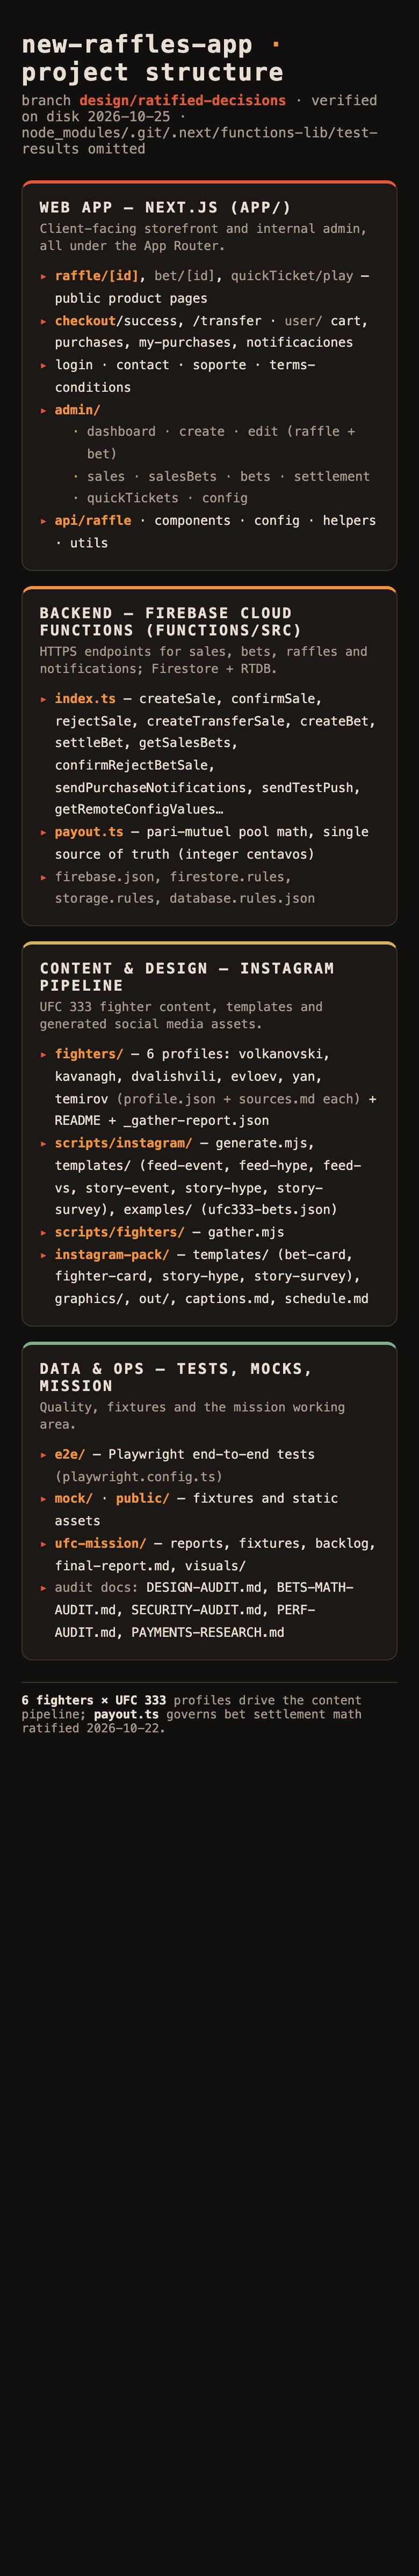 new-raffles-app ·
project structure
branch design/ratified-decisions · verified
on disk 2026-10-25 ·
node_modules/.git/.next/functions-lib/test-
results omitted
WEB APP — NEXT.JS (APP/)
Client-facing storefront and internal admin,
all under the App Router.
▸ raffle/[id], bet/[id], quickTicket/play —
public product pages
▸ checkout/success, /transfer · user/ cart,
purchases, my-purchases, notificaciones
▸ login · contact · soporte · terms-
conditions
▸ admin/
· dashboard · create · edit (raffle +
bet)
· sales · salesBets · bets · settlement
· quickTickets · config
▸ api/raffle · components · config · helpers
· utils
BACKEND — FIREBASE CLOUD
FUNCTIONS (FUNCTIONS/SRC)
HTTPS endpoints for sales, bets, raffles and
notifications; Firestore + RTDB.
▸ index.ts — createSale, confirmSale,
rejectSale, createTransferSale, createBet,
settleBet, getSalesBets,
confirmRejectBetSale,
sendPurchaseNotifications, sendTestPush,
getRemoteConfigValues…
▸ payout.ts — pari-mutuel pool math, single
source of truth (integer centavos)
▸ firebase.json, firestore.rules,
storage.rules, database.rules.json
CONTENT & DESIGN — INSTAGRAM
PIPELINE
UFC 333 fighter content, templates and
generated social media assets.
▸ fighters/ — 6 profiles: volkanovski,
kavanagh, dvalishvili, evloev, yan,
temirov (profile.json + sources.md each) +
README + _gather-report.json
▸ scripts/instagram/ — generate.mjs,
templates/ (feed-event, feed-hype, feed-
vs, story-event, story-hype, story-
survey), examples/ (ufc333-bets.json)
▸ scripts/fighters/ — gather.mjs
▸ instagram-pack/ — templates/ (bet-card,
fighter-card, story-hype, story-survey),
graphics/, out/, captions.md, schedule.md
DATA & OPS — TESTS, MOCKS,
MISSION
Quality, fixtures and the mission working
area.
▸ e2e/ — Playwright end-to-end tests
(playwright.config.ts)
▸ mock/ · public/ — fixtures and static
assets
▸ ufc-mission/ — reports, fixtures, backlog,
final-report.md, visuals/
▸ audit docs: DESIGN-AUDIT.md, BETS-MATH-
AUDIT.md, SECURITY-AUDIT.md, PERF-
AUDIT.md, PAYMENTS-RESEARCH.md
6 fighters × UFC 333 profiles drive the content
pipeline; payout.ts governs bet settlement math
ratified 2026-10-22.